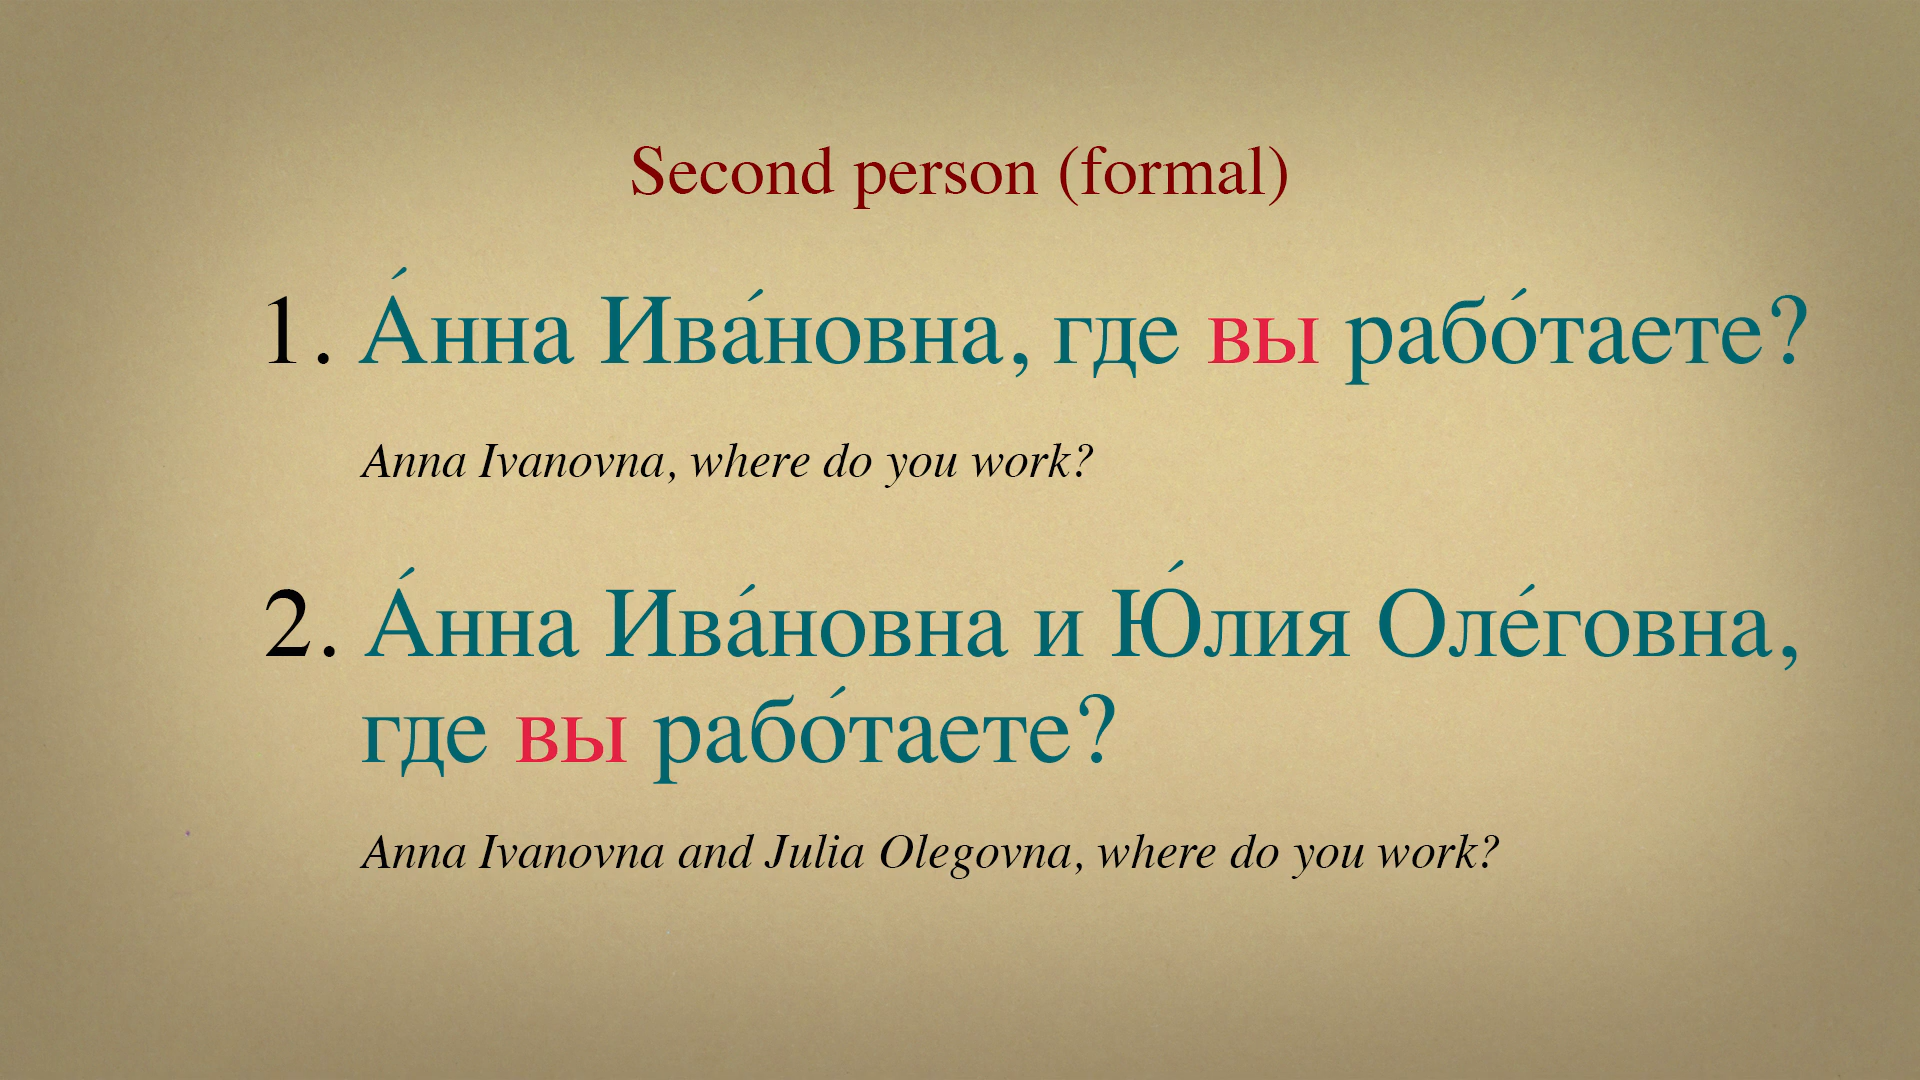 Second person (formal)
1. А́нна Ива́новна, где вы рабо́таете?
Anna Ivanovna, where do you work?
2. А́нна Ива́новна и Ю́лия Оле́говна,
где вы рабо́таете?
Anna Ivanovna and Julia Olegovna, where do you work?